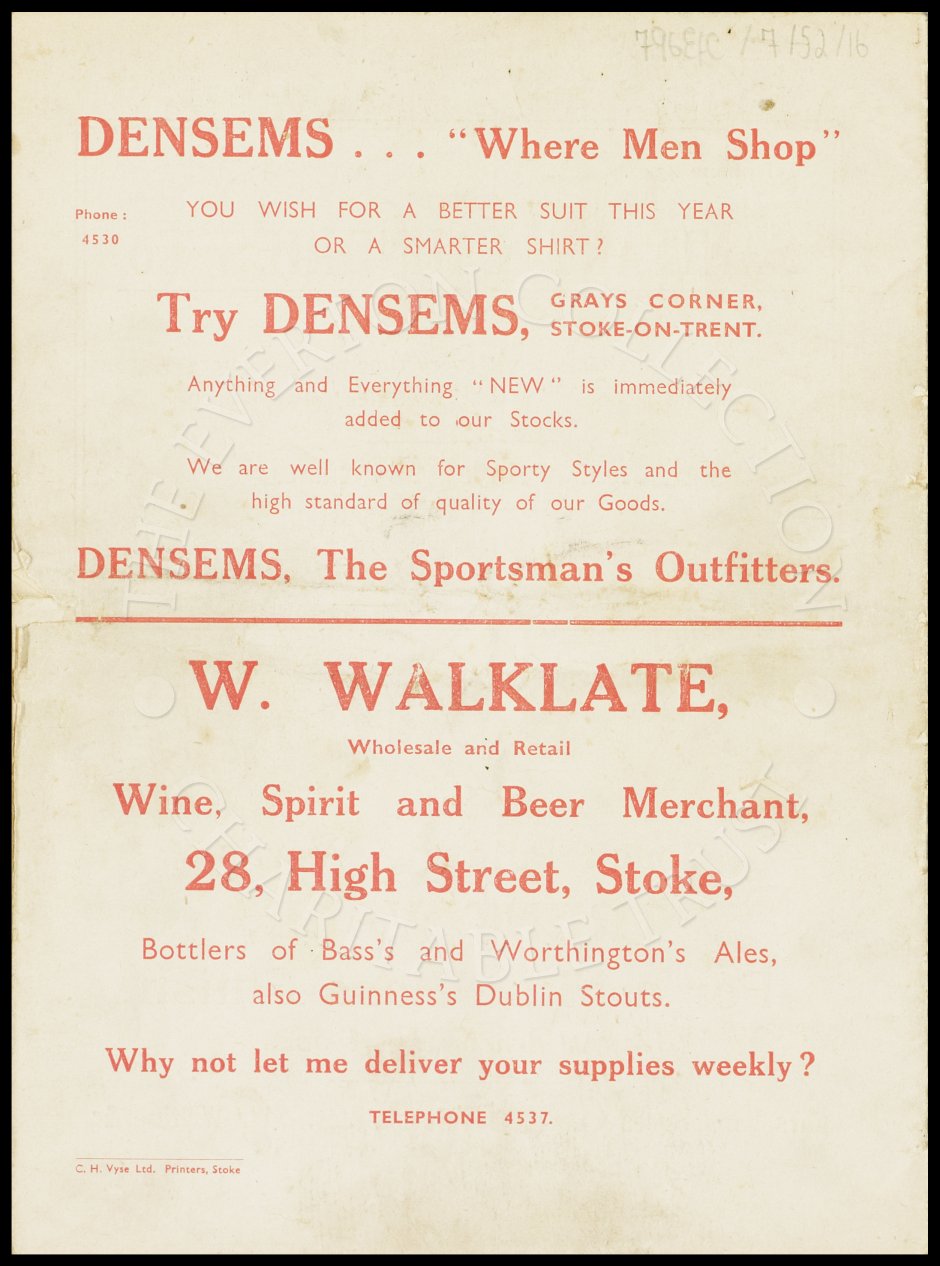 DENSEMS . . . "Where Men Shop"
Phone :
4530
YOU WISH FOR A BETTER SUIT THIS YEAR
OR A SMARTER SHIRT ?
Try DENSEMS,
GRAYS CORNER,
STOKE-ON-TRENT.
Anything and Everything "NEW" is immediately
added to our Stocks.
We are well known for Sporty Styles and the
high standard of quality of our Goods.
DENSEMS, The Sportsman's Outfitters.
W. WALKLATE,
Wholesale and Retail
Wine, Spirit and Beer Merchant,
28, High Street, Stoke,
Bottlers of Bass's and Worthington's Ales,
also Guinness's Dublin Stouts.
Why not let me deliver your supplies weekly ?
TELEPHONE 4537.
C. H. Vyse Ltd. Printers, Stoke
THE EVERTON COLLECTION
CHARITABLE TRUST